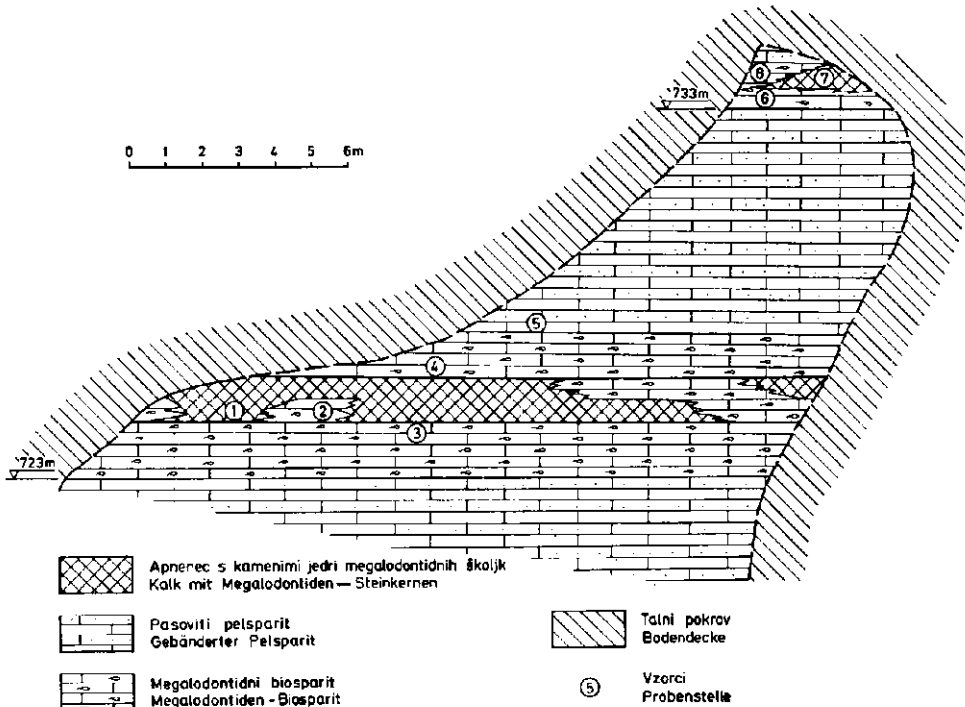 8
7
6
733m
0 1 2 3 4 5 6m
5
4
1
2
3
723m
Apnenec s kamenimi jedri megalodontidnih školjk
Kalk mit Megalodontiden — Steinkernen
Pasoviti pelsparit
Gebänderter Pelsparit
Megalodontidni biosparit
Megalodontiden - Biosparit
Talni pokrov
Bodendecke
5
Vzorci
Probenstelle